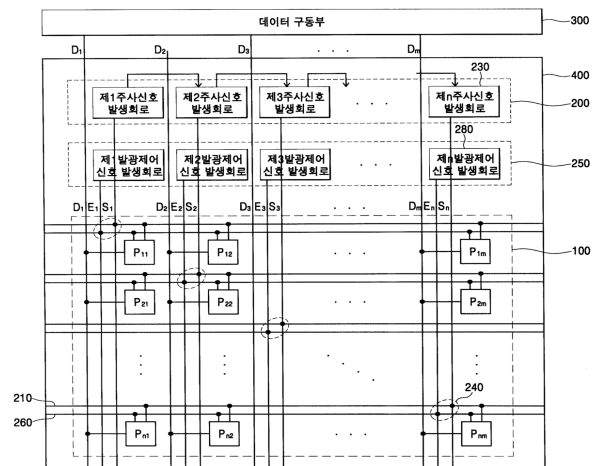 데이터 구동부
300
D1 D2 D3 . . . Dm
230
400
제1주사신호 발생회로
제2주사신호 발생회로
제3주사신호 발생회로
. . .
제n주사신호 발생회로
200
280
제1발광제어 신호 발생회로
제2발광제어 신호 발생회로
제3발광제어 신호 발생회로
. . .
제n발광제어 신호 발생회로
250
D1 E1 S1 D2 E2 S2 D3 E3 S3 . . . Dm En Sn
100
P11 P12 . . . P1m
P21 P22 . . . P2m
210
240
260
Pn1 Pn2 . . . Pnm